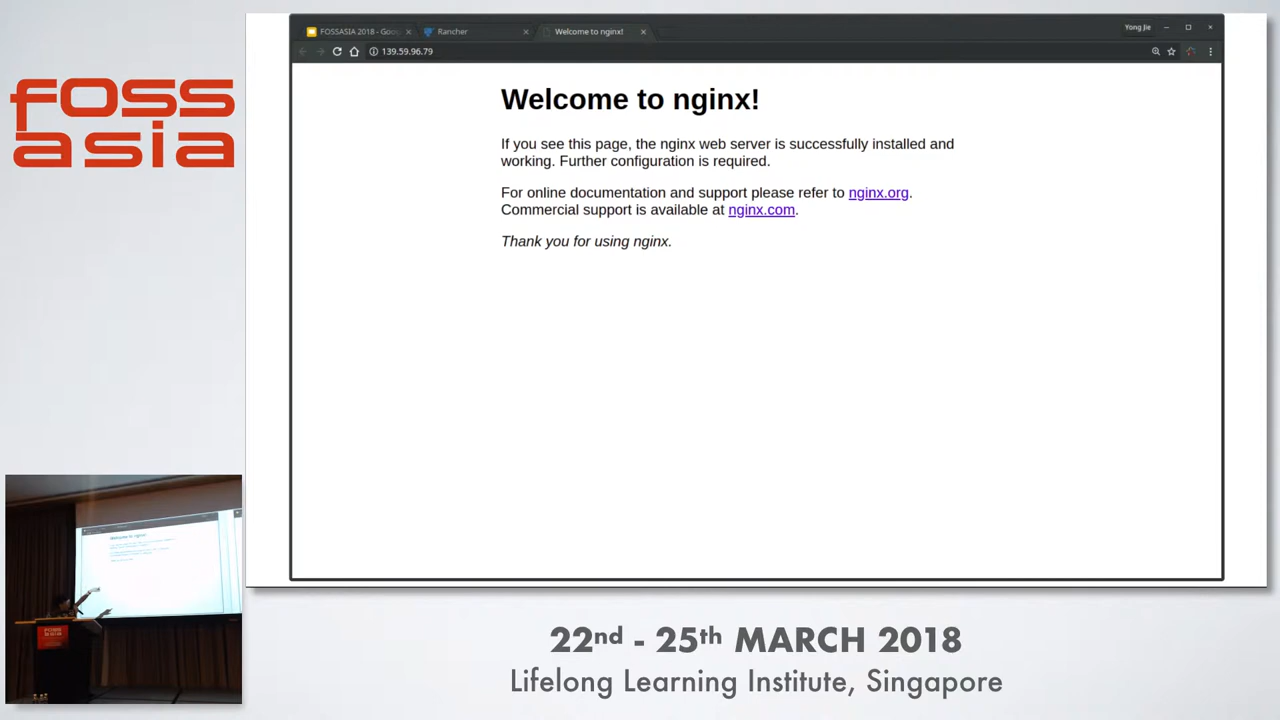 FOSS
asia
FOSSASIA 2018 - Goo
Rancher
Welcome to nginx!
Yong Jie
139.59.96.79
Welcome to nginx!
If you see this page, the nginx web server is successfully installed and
working. Further configuration is required.
For online documentation and support please refer to nginx.org.
Commercial support is available at nginx.com.
Thank you for using nginx.
FOSS
asia
22nd - 25th MARCH 2018
Lifelong Learning Institute, Singapore